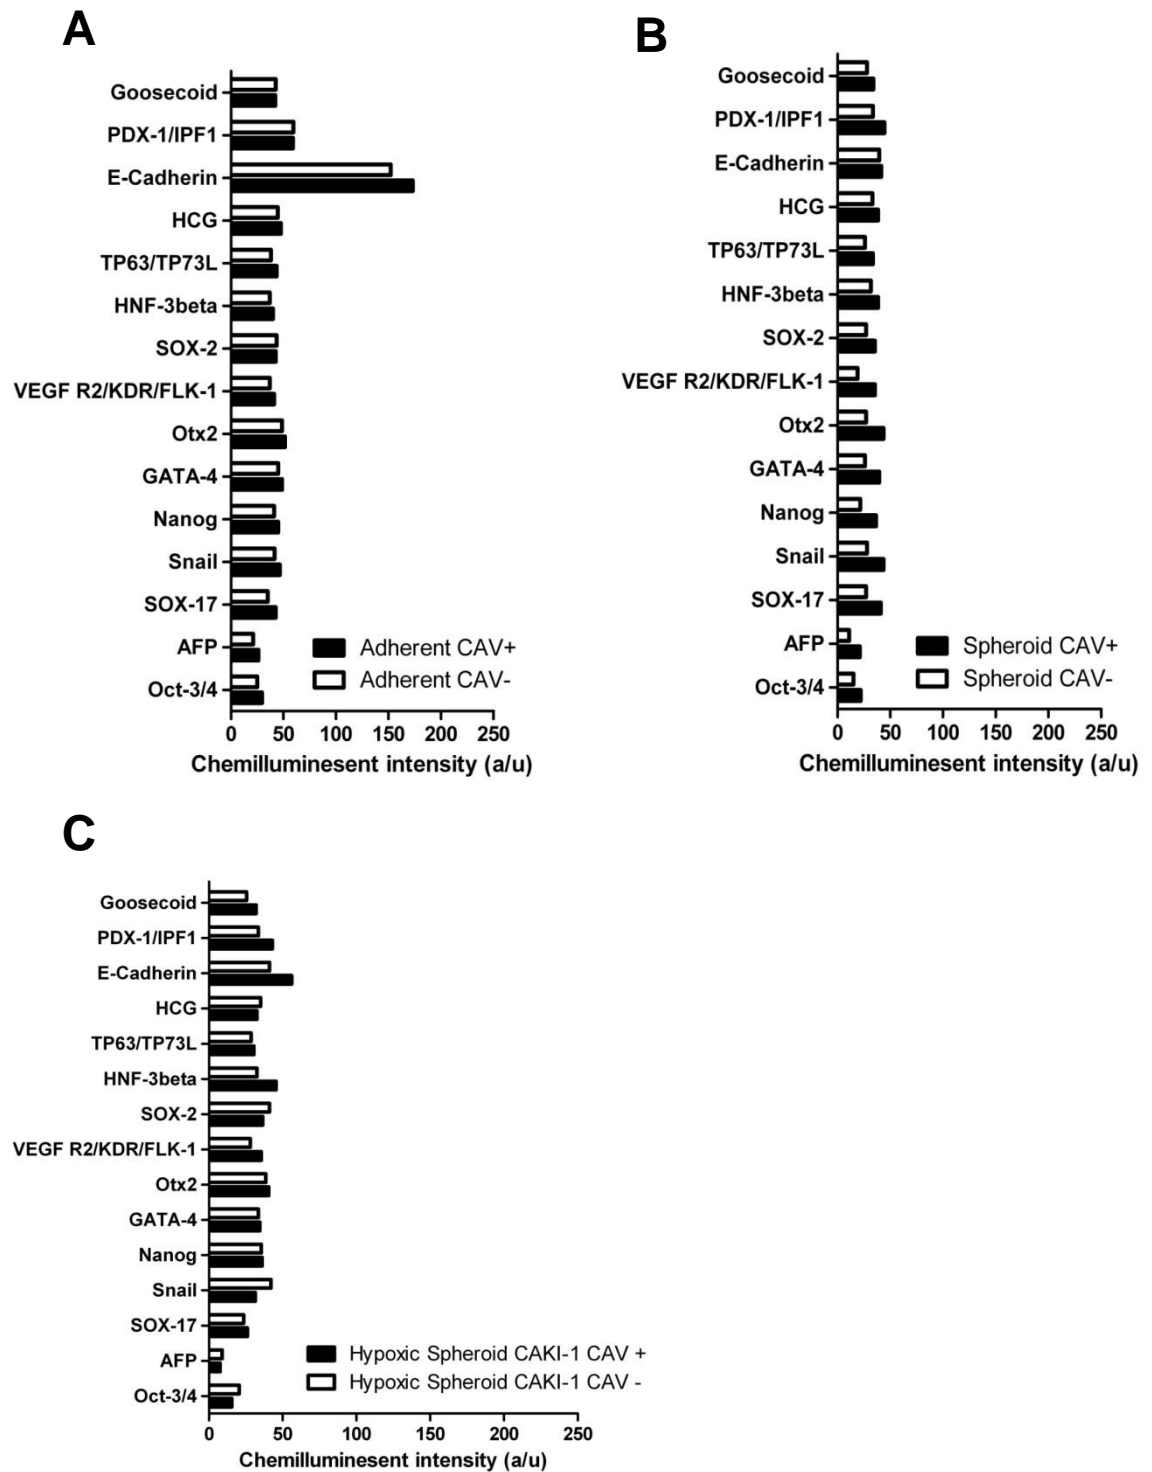 A
Goosecoid
PDX-1/IPF1
E-Cadherin
HCG
TP63/TP73L
HNF-3beta
SOX-2
VEGF R2/KDR/FLK-1
Otx2
GATA-4
Nanog
Snail
SOX-17
AFP
Oct-3/4
Adherent CAV+
Adherent CAV-
0 50 100 150 200 250
Chemilluminesent intensity (a/u)
B
Goosecoid
PDX-1/IPF1
E-Cadherin
HCG
TP63/TP73L
HNF-3beta
SOX-2
VEGF R2/KDR/FLK-1
Otx2
GATA-4
Nanog
Snail
SOX-17
AFP
Oct-3/4
Spheroid CAV+
Spheroid CAV-
0 50 100 150 200 250
Chemilluminesent intensity (a/u)
C
Goosecoid
PDX-1/IPF1
E-Cadherin
HCG
TP63/TP73L
HNF-3beta
SOX-2
VEGF R2/KDR/FLK-1
Otx2
GATA-4
Nanog
Snail
SOX-17
AFP
Oct-3/4
Hypoxic Spheroid CAKI-1 CAV +
Hypoxic Spheroid CAKI-1 CAV -
0 50 100 150 200 250
Chemilluminesent intensity (a/u)